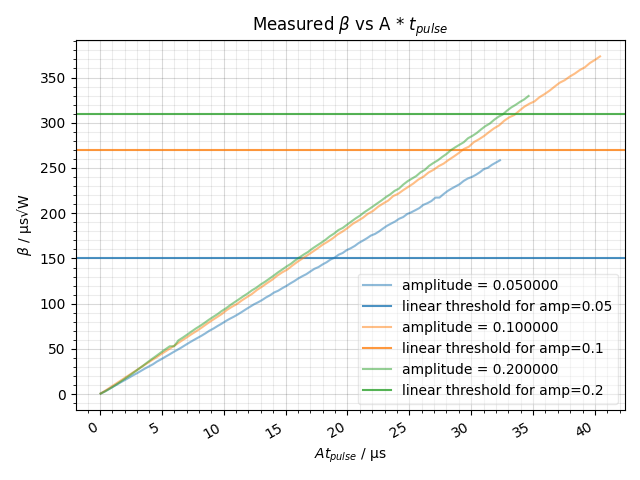 Measured β vs A * t_pulse
β / µs√W
350
300
250
200
150
100
50
0
amplitude = 0.050000
linear threshold for amp=0.05
amplitude = 0.100000
linear threshold for amp=0.1
amplitude = 0.200000
linear threshold for amp=0.2
0 5 10 15 20 25 30 35 40
At_pulse / µs